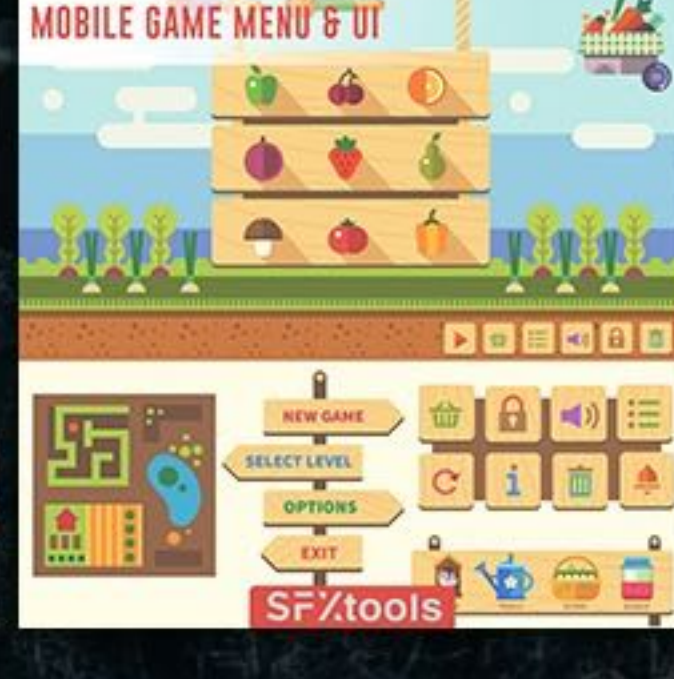 MOBILE GAME MENU & UI
NEW GAME
SELECT LEVEL
OPTIONS
EXIT
SFXtools